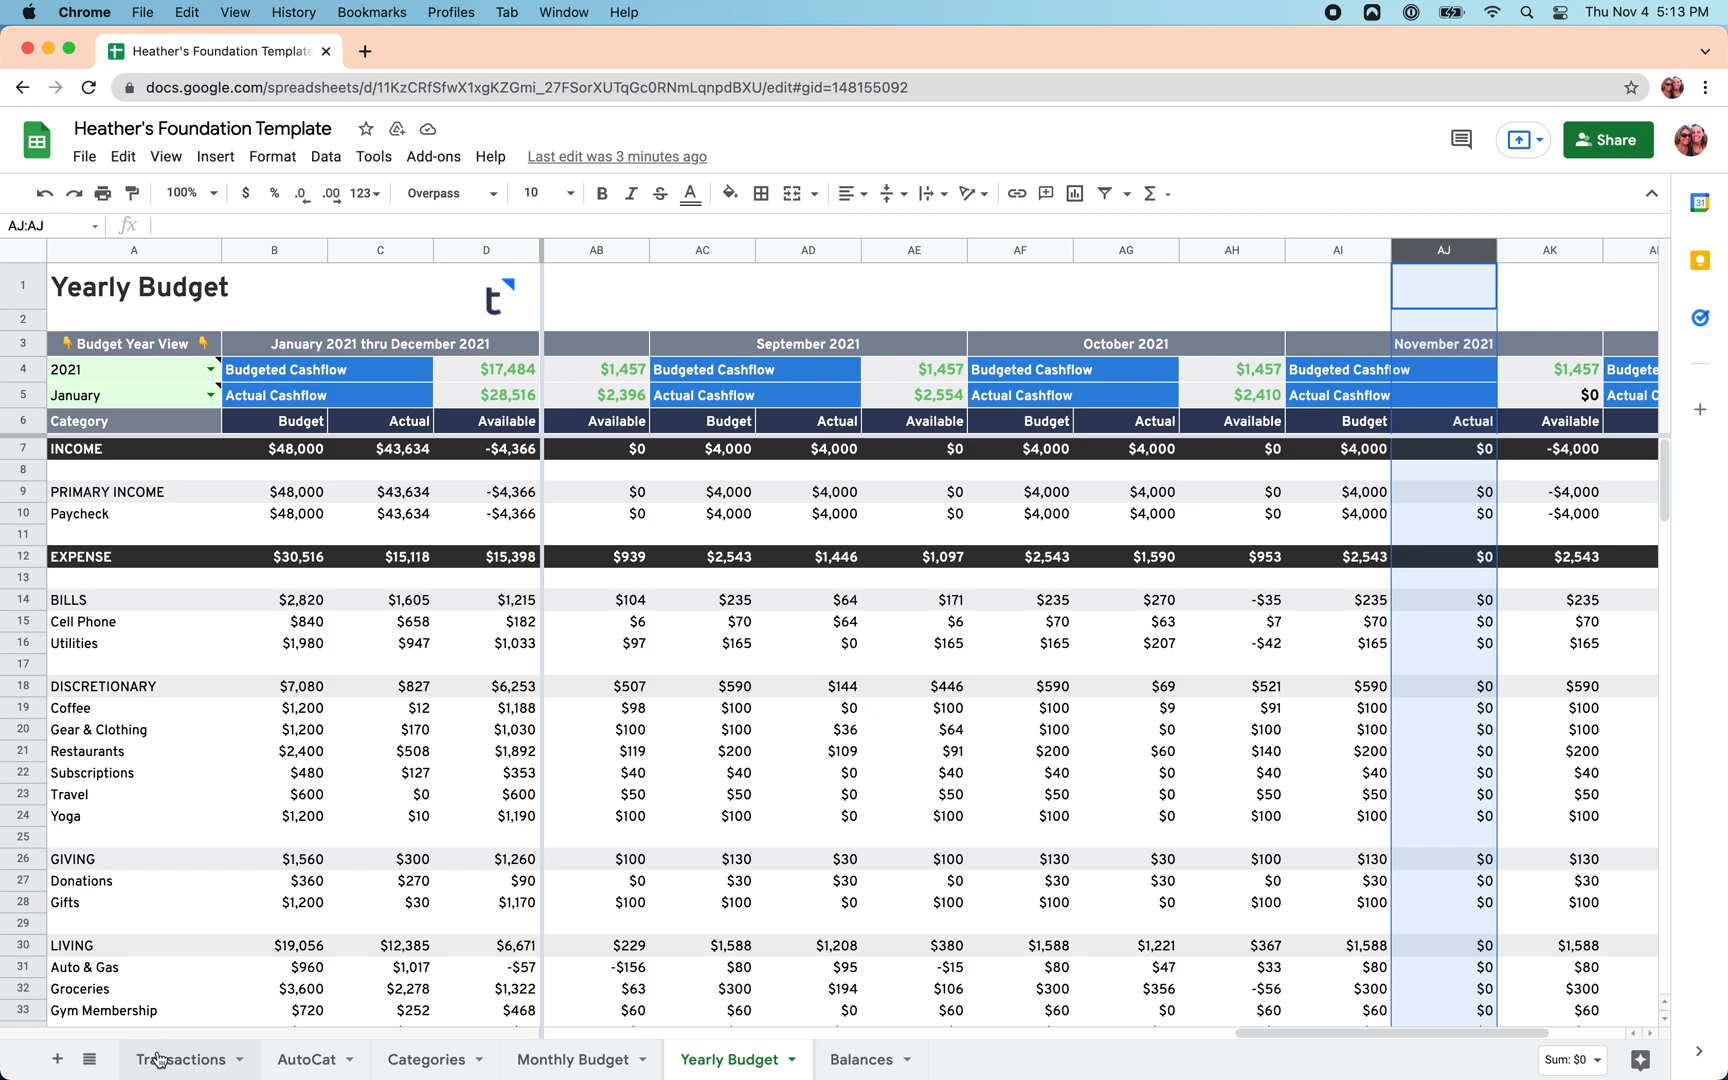 Chrome File Edit View History Bookmarks Profiles Tab Window Help Thu Nov 4 5:13 PM
Heather's Foundation Template
docs.google.com/spreadsheets/d/11KzCRfSfwX1xgKZGmi_27FSorXUTqGc0RNmLqnpdBXU/edit#gid=148155092
Heather's Foundation Template
File Edit View Insert Format Data Tools Add-ons Help Last edit was 3 minutes ago
Share
100% $ % .0 .00 123 Overpass 10 B I S A Σ
31
AJ:AJ fx
A B C D AB AC AD AE AF AG AH AI AJ AK
1 Yearly Budget t
2
3 👇 Budget Year View 👇 January 2021 thru December 2021 September 2021 October 2021 November 2021
4 2021 Budgeted Cashflow $17,484 $1,457 Budgeted Cashflow $1,457 Budgeted Cashflow $1,457 Budgeted Cashflow $1,457 Budgete
5 January Actual Cashflow $28,516 $2,396 Actual Cashflow $2,554 Actual Cashflow $2,410 Actual Cashflow $0 Actual C
6 Category Budget Actual Available Available Budget Actual Available Budget Actual Available Budget Actual Available
7 INCOME $48,000 $43,634 -$4,366 $0 $4,000 $4,000 $0 $4,000 $4,000 $0 $4,000 $0 -$4,000
8
9 PRIMARY INCOME $48,000 $43,634 -$4,366 $0 $4,000 $4,000 $0 $4,000 $4,000 $0 $4,000 $0 -$4,000
10 Paycheck $48,000 $43,634 -$4,366 $0 $4,000 $4,000 $0 $4,000 $4,000 $0 $4,000 $0 -$4,000
11
12 EXPENSE $30,516 $15,118 $15,398 $939 $2,543 $1,446 $1,097 $2,543 $1,590 $953 $2,543 $0 $2,543
13
14 BILLS $2,820 $1,605 $1,215 $104 $235 $64 $171 $235 $270 -$35 $235 $0 $235
15 Cell Phone $840 $658 $182 $6 $70 $64 $6 $70 $63 $7 $70 $0 $70
16 Utilities $1,980 $947 $1,033 $97 $165 $0 $165 $165 $207 -$42 $165 $0 $165
17
18 DISCRETIONARY $7,080 $827 $6,253 $507 $590 $144 $446 $590 $69 $521 $590 $0 $590
19 Coffee $1,200 $12 $1,188 $98 $100 $0 $100 $100 $9 $91 $100 $0 $100
20 Gear & Clothing $1,200 $170 $1,030 $100 $100 $36 $64 $100 $0 $100 $100 $0 $100
21 Restaurants $2,400 $508 $1,892 $119 $200 $109 $91 $200 $60 $140 $200 $0 $200
22 Subscriptions $480 $127 $353 $40 $40 $0 $40 $40 $0 $40 $40 $0 $40
23 Travel $600 $0 $600 $50 $50 $0 $50 $50 $0 $50 $50 $0 $50
24 Yoga $1,200 $10 $1,190 $100 $100 $0 $100 $100 $0 $100 $100 $0 $100
25
26 GIVING $1,560 $300 $1,260 $100 $130 $30 $100 $130 $30 $100 $130 $0 $130
27 Donations $360 $270 $90 $0 $30 $30 $0 $30 $30 $0 $30 $0 $30
28 Gifts $1,200 $30 $1,170 $100 $100 $0 $100 $100 $0 $100 $100 $0 $100
29
30 LIVING $19,056 $12,385 $6,671 $229 $1,588 $1,208 $380 $1,588 $1,221 $367 $1,588 $0 $1,588
31 Auto & Gas $960 $1,017 -$57 -$156 $80 $95 -$15 $80 $47 $33 $80 $0 $80
32 Groceries $3,600 $2,278 $1,322 $63 $300 $194 $106 $300 $356 -$56 $300 $0 $300
33 Gym Membership $720 $252 $468 $60 $60 $0 $60 $60 $0 $60 $60 $0 $60
Transactions AutoCat Categories Monthly Budget Yearly Budget Balances Sum: $0